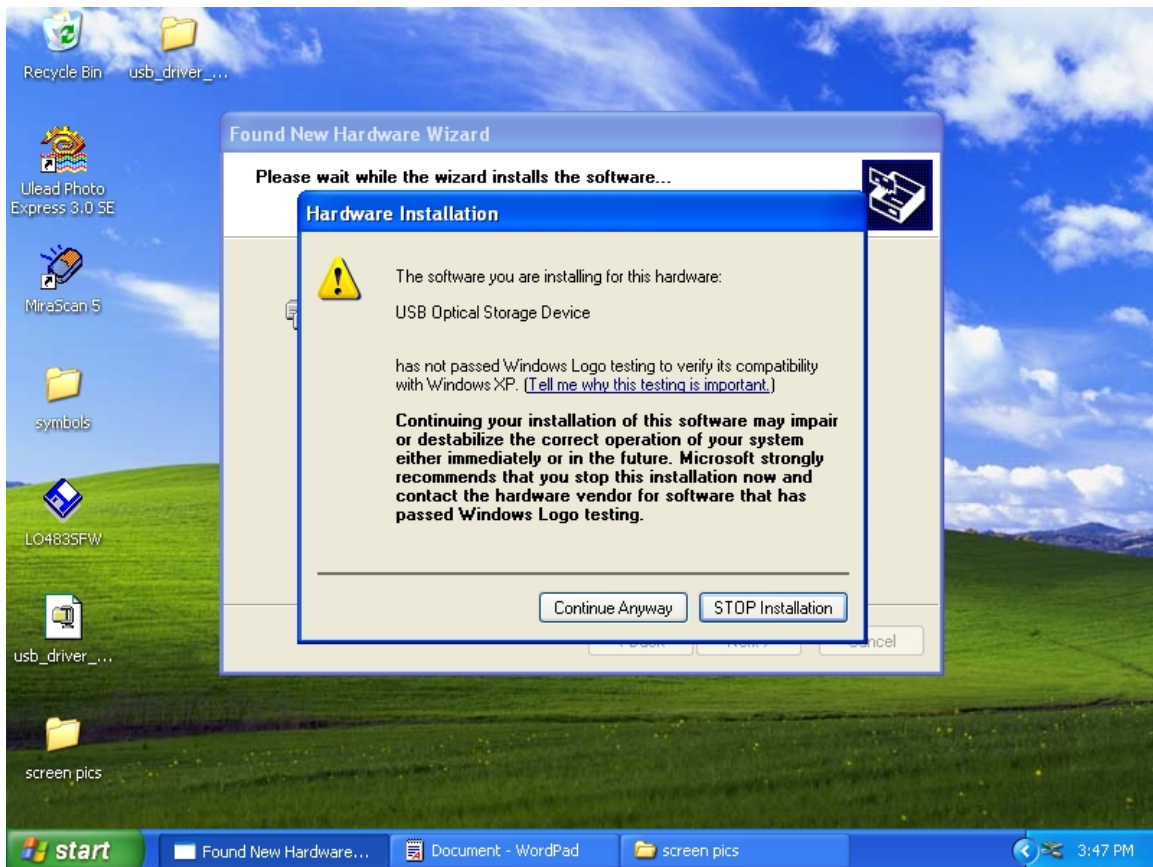 Recycle Bin
usb_driver_...
Ulead Photo
Express 3.0 SE
MiraScan 5
symbols
LO4835FW
usb_driver_...
screen pics
Found New Hardware Wizard
Please wait while the wizard installs the software...
Hardware Installation
The software you are installing for this hardware:
USB Optical Storage Device
has not passed Windows Logo testing to verify its compatibility
with Windows XP. (Tell me why this testing is important.)
Continuing your installation of this software may impair
or destabilize the correct operation of your system
either immediately or in the future. Microsoft strongly
recommends that you stop this installation now and
contact the hardware vendor for software that has
passed Windows Logo testing.
Continue Anyway
STOP Installation
start
Found New Hardware...
Document - WordPad
screen pics
3:47 PM